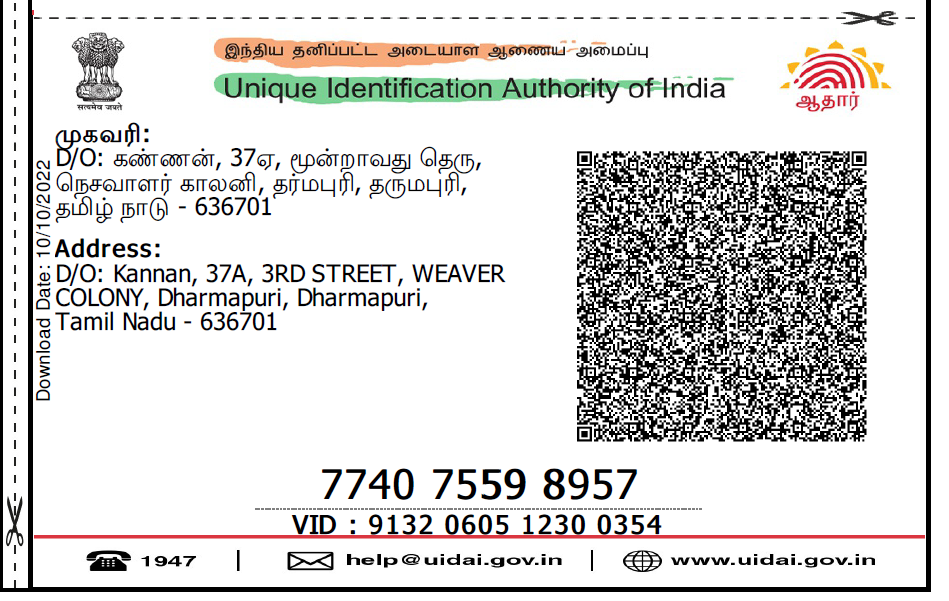 இந்திய தனிப்பட்ட அடையாள ஆணைய அமைப்பு
Unique Identification Authority of India
सत्यमेव जयते
ஆதார்
முகவரி:
D/O: கண்ணன், 37ஏ, மூன்றாவது தெரு,
நெசவாளர் காலனி, தர்மபுரி, தருமபுரி,
தமிழ் நாடு - 636701
Address:
D/O: Kannan, 37A, 3RD STREET, WEAVER
COLONY, Dharmapuri, Dharmapuri,
Tamil Nadu - 636701
Download Date: 10/10/2022
7740 7559 8957
VID : 9132 0605 1230 0354
1947 | help@uidai.gov.in | www.uidai.gov.in